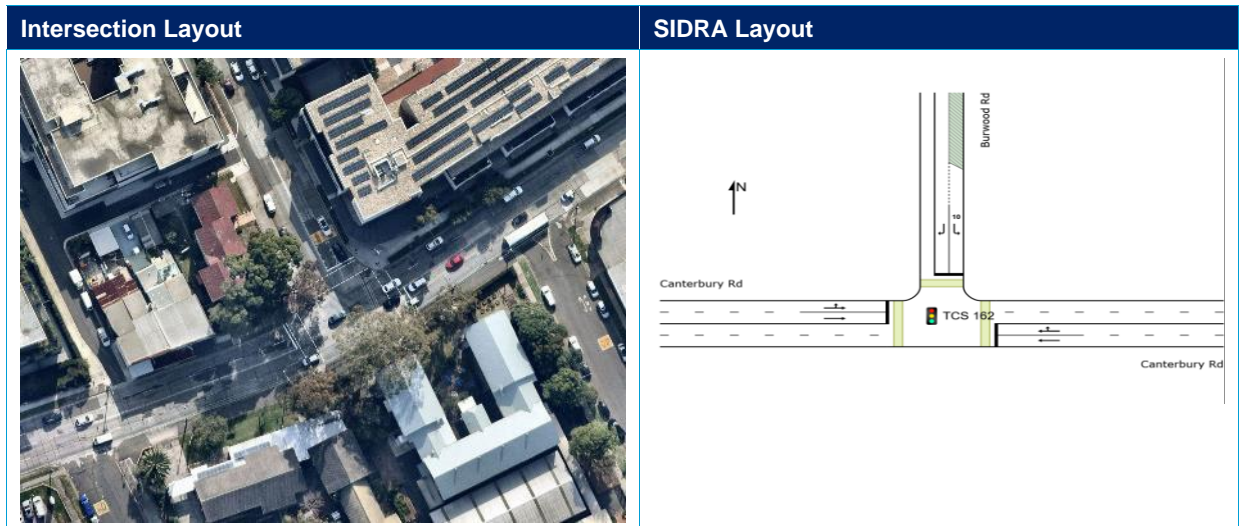 Intersection Layout
SIDRA Layout
Burwood Rd
N
10
Canterbury Rd
TCS 162
Canterbury Rd